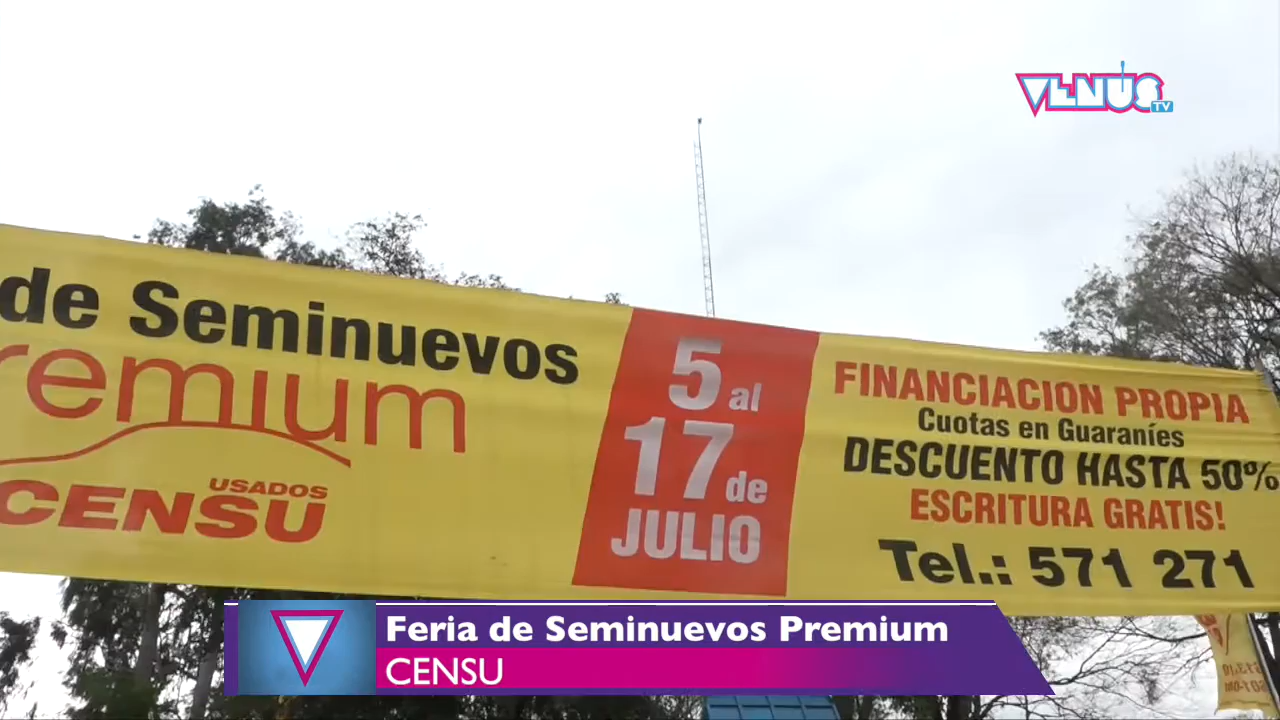 VENUS TV
de Seminuevos
Premium
USADOS
CENSU
5 al
17 de
JULIO
FINANCIACION PROPIA
Cuotas en Guaraníes
DESCUENTO HASTA 50%
ESCRITURA GRATIS!
Tel.: 571 271
Feria de Seminuevos Premium
CENSU